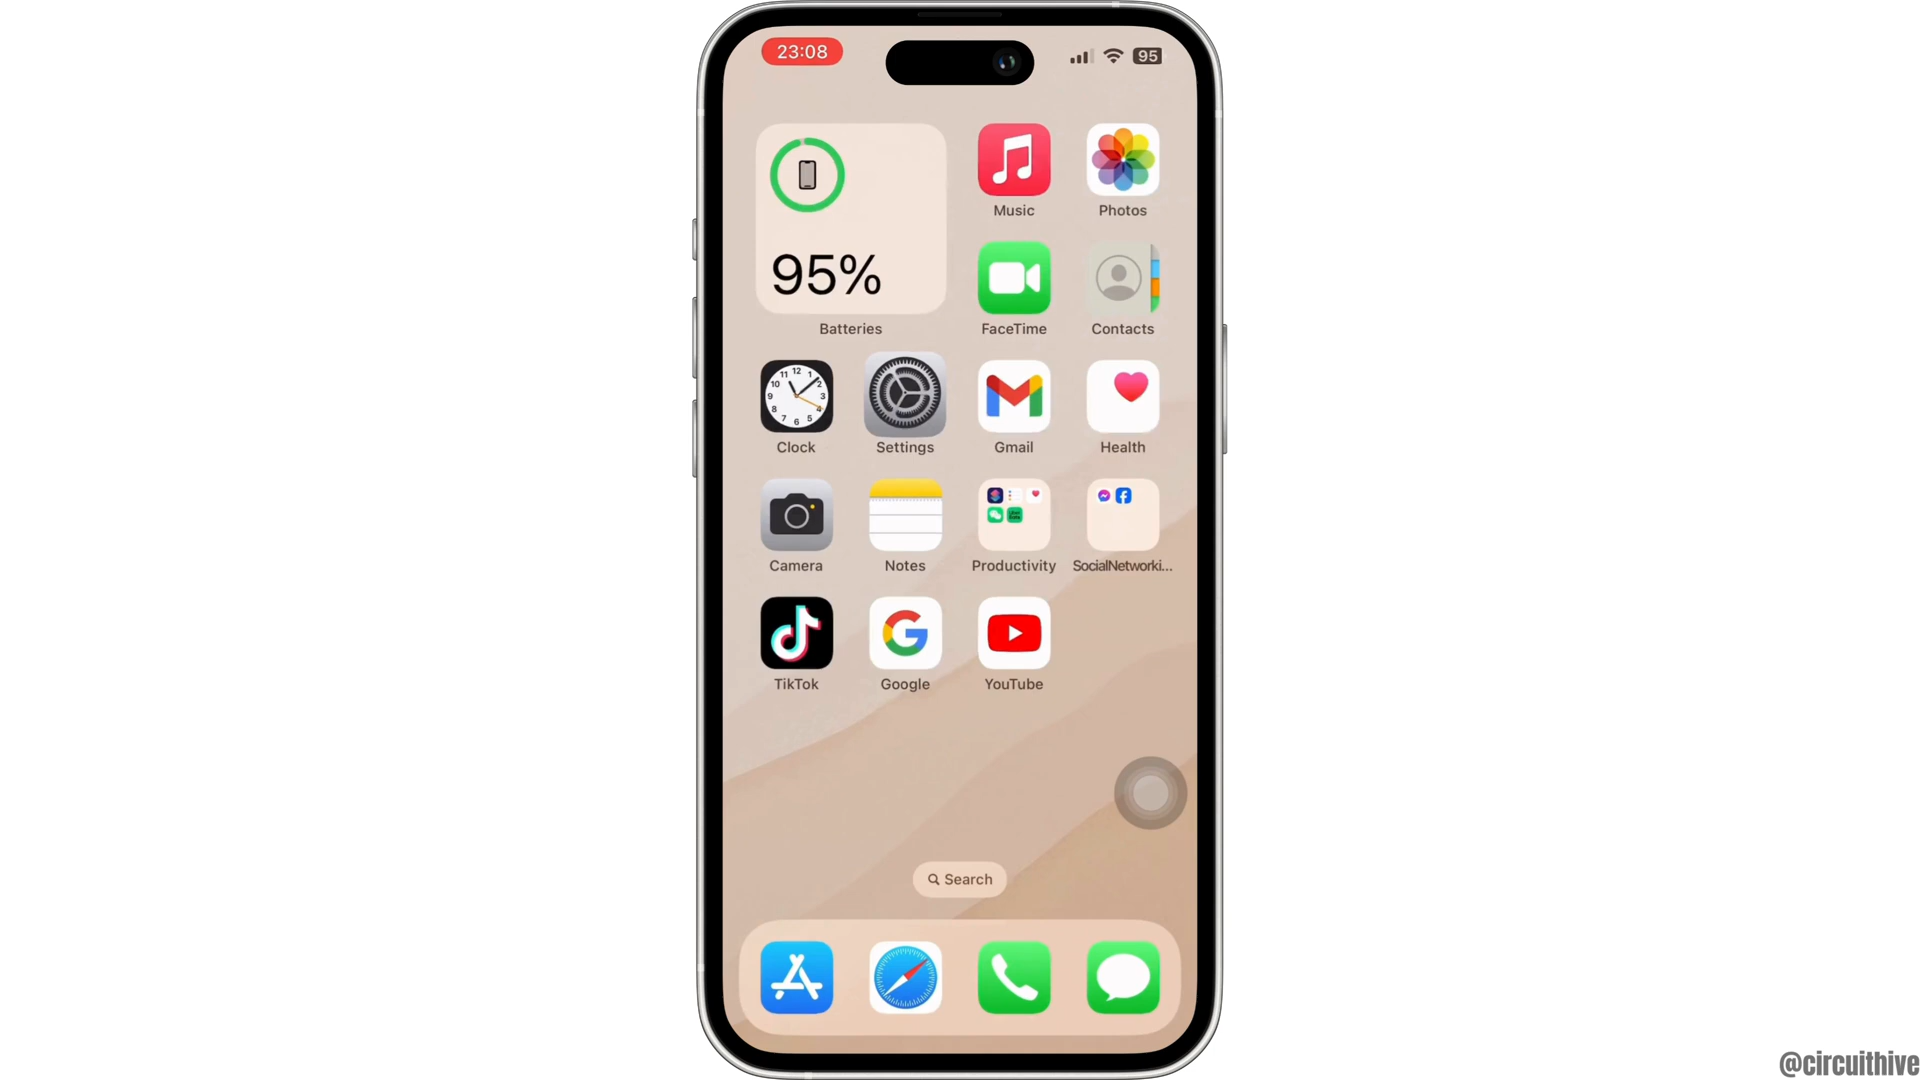 23:08
95
95%
Batteries
Music
Photos
FaceTime
Contacts
Clock
Settings
Gmail
Health
Camera
Notes
Productivity
SocialNetworki...
TikTok
Google
YouTube
Search
@circuithive